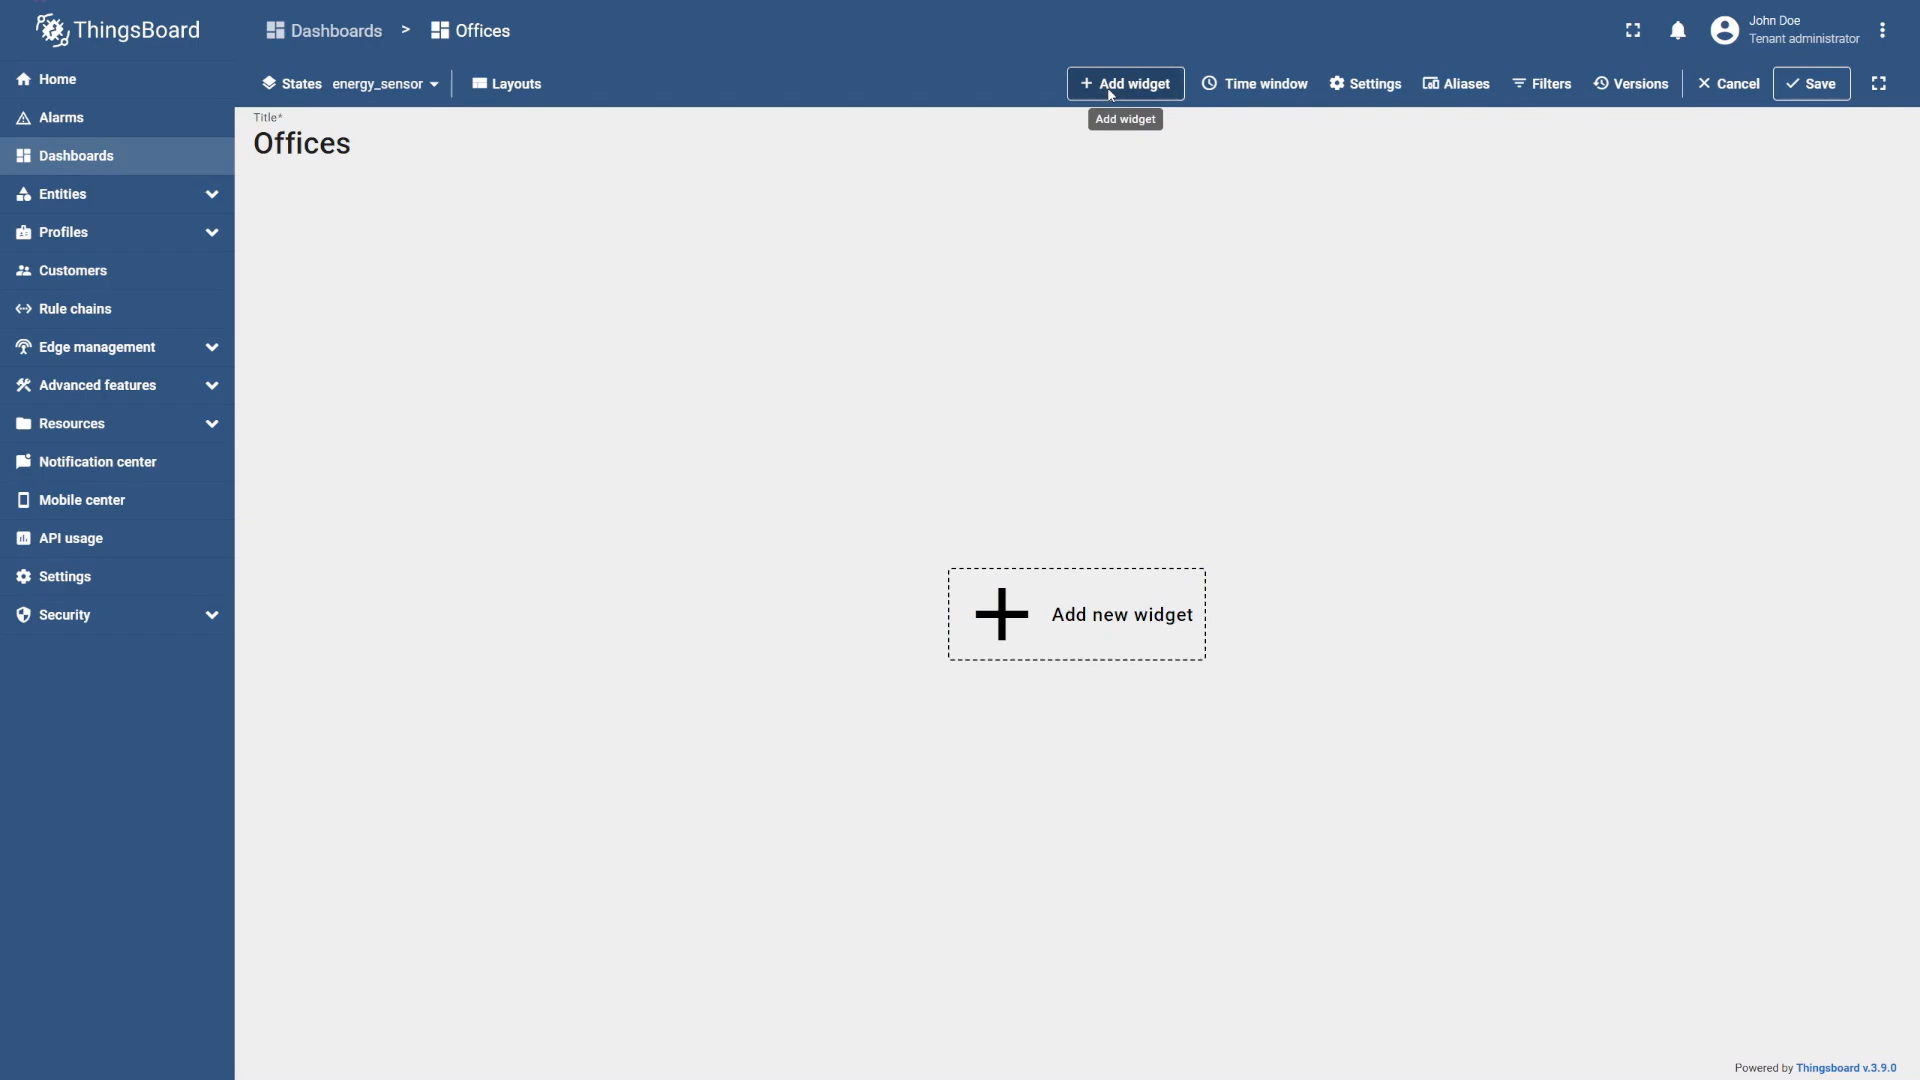 ThingsBoard
Dashboards > Offices
John Doe
Tenant administrator
Home
Alarms
Dashboards
Entities
Profiles
Customers
Rule chains
Edge management
Advanced features
Resources
Notification center
Mobile center
API usage
Settings
Security
States energy_sensor Layouts
+ Add widget Time window Settings Aliases Filters Versions Cancel Save
Add widget
Title*
Offices
Add new widget
Powered by Thingsboard v.3.9.0